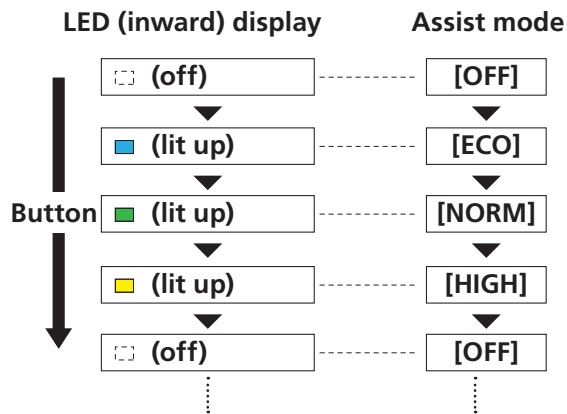 LED (inward) display Assist mode
(off) [OFF]
(lit up) [ECO]
Button (lit up) [NORM]
(lit up) [HIGH]
(off) [OFF]